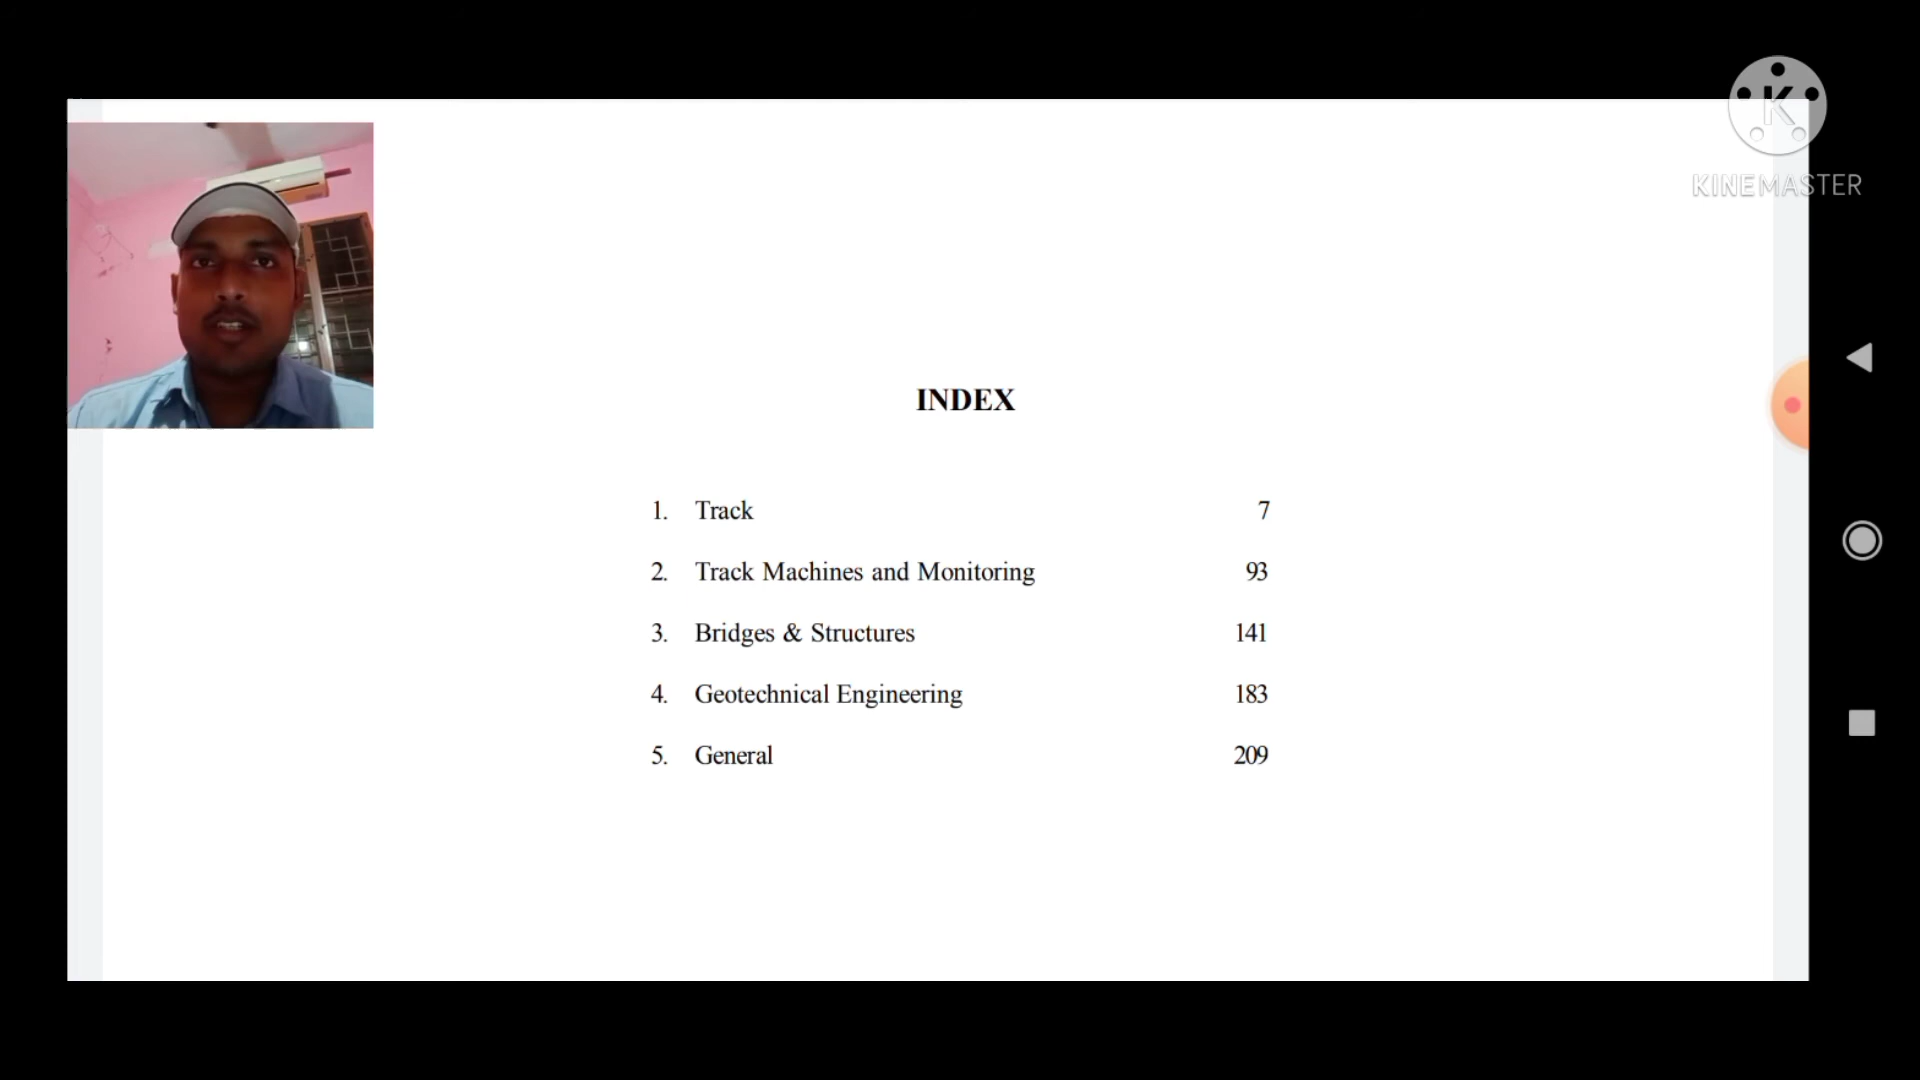 K
KINEMASTER
INDEX
1. Track 7
2. Track Machines and Monitoring 93
3. Bridges & Structures 141
4. Geotechnical Engineering 183
5. General 209